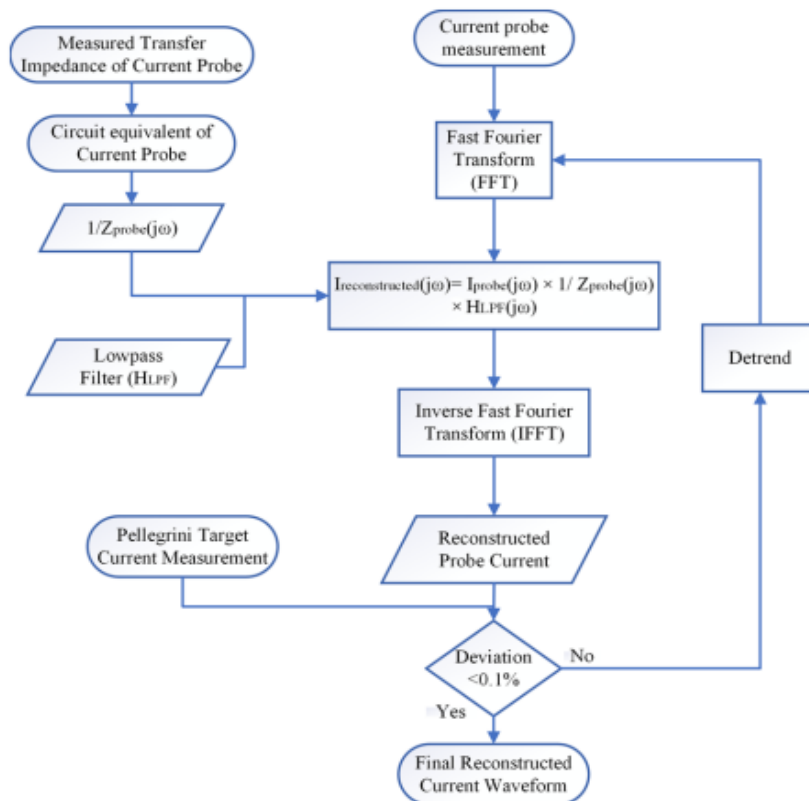 Measured Transfer
Impedance of Current Probe
Current probe
measurement
Circuit equivalent of
Current Probe
Fast Fourier
Transform
(FFT)
1/Zprobe(jω)
Ireconstructed(jω)= Iprobe(jω) × 1/ Zprobe(jω)
× HLPF(jω)
Lowpass
Filter (HLPF)
Detrend
Inverse Fast Fourier
Transform (IFFT)
Pellegrini Target
Current Measurement
Reconstructed
Probe Current
Deviation
<0.1%
No
Yes
Final Reconstructed
Current Waveform